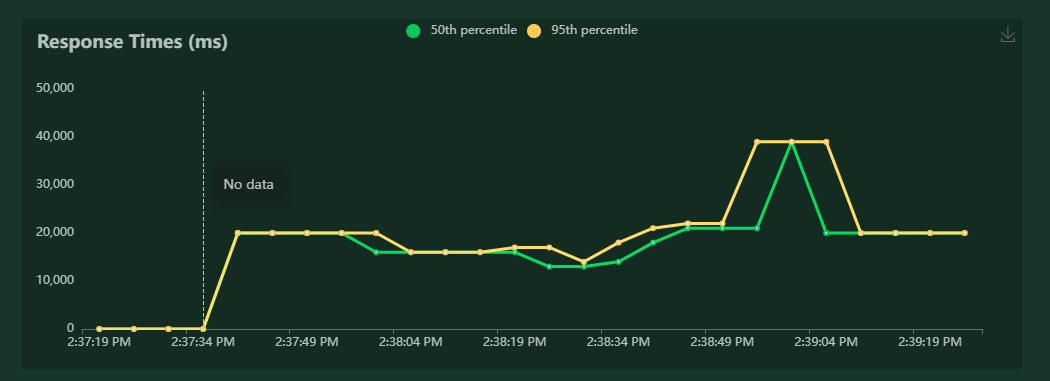 Response Times (ms)
50th percentile
95th percentile
50,000
40,000
30,000
No data
20,000
10,000
0
2:37:19 PM
2:37:34 PM
2:37:49 PM
2:38:04 PM
2:38:19 PM
2:38:34 PM
2:38:49 PM
2:39:04 PM
2:39:19 PM